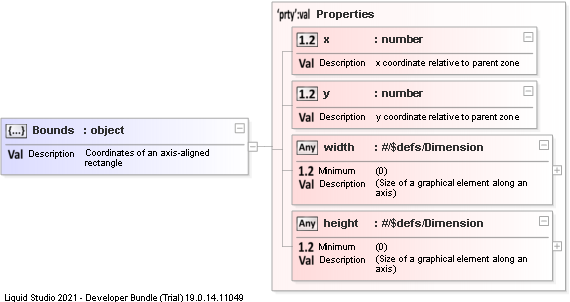 'prty':val Properties
1.2 x : number
Val Description x coordinate relative to parent zone
1.2 y : number
Val Description y coordinate relative to parent zone
{...} Bounds : object
Val Description Coordinates of an axis-aligned
rectangle
Any width : #/$defs/Dimension
1.2 Minimum (0)
Val Description (Size of a graphical element along an
axis)
Any height : #/$defs/Dimension
1.2 Minimum (0)
Val Description (Size of a graphical element along an
axis)
Liquid Studio 2021 - Developer Bundle (Trial) 19.0.14.11049